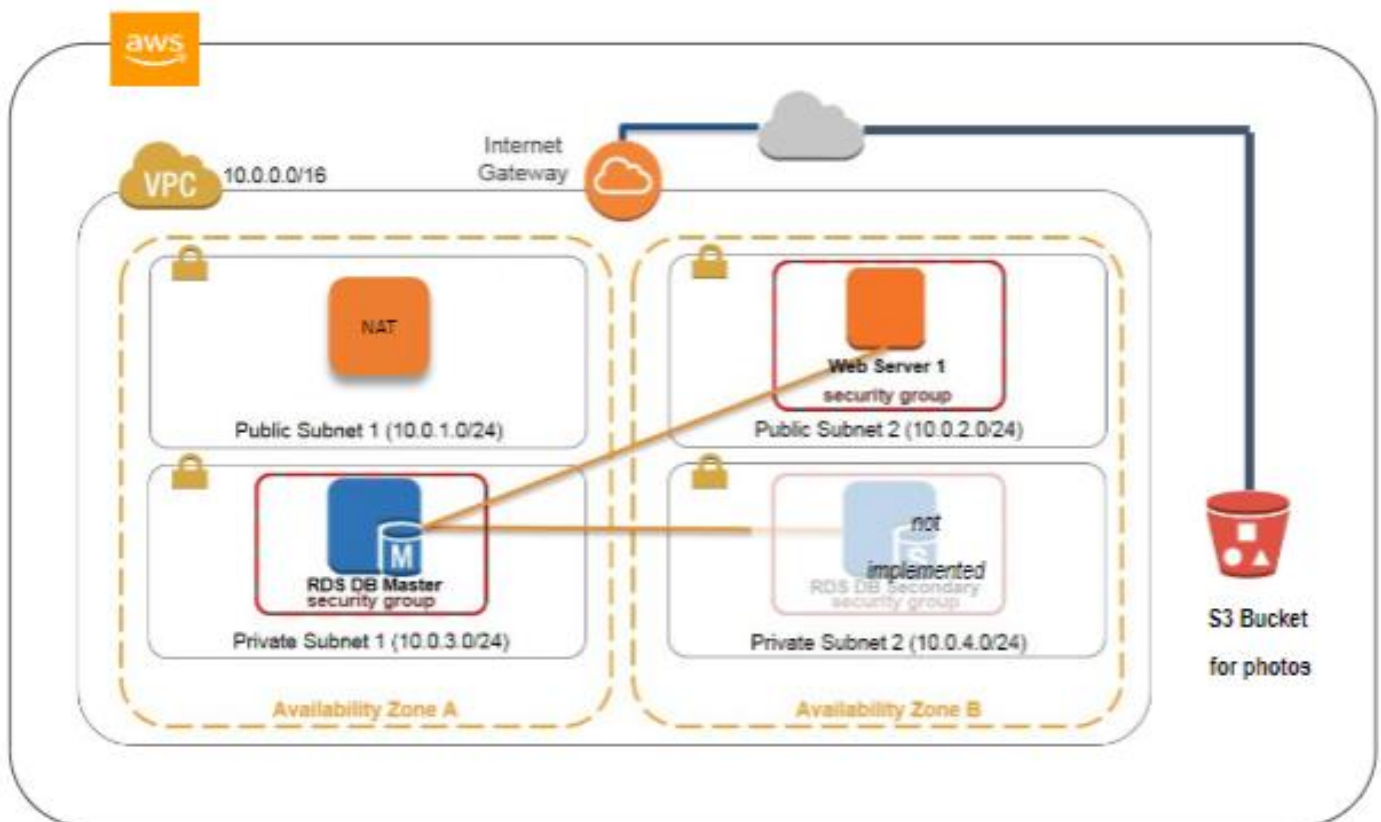 aws
Internet
Gateway
VPC
10.0.0.0/16
NAT
Web Server 1
security group
Public Subnet 1 (10.0.1.0/24)
Public Subnet 2 (10.0.2.0/24)
M
RDS DB Master
security group
not
S
implemented
RDS DB Secondary
security group
Private Subnet 1 (10.0.3.0/24)
Private Subnet 2 (10.0.4.0/24)
Availability Zone A
Availability Zone B
S3 Bucket
for photos